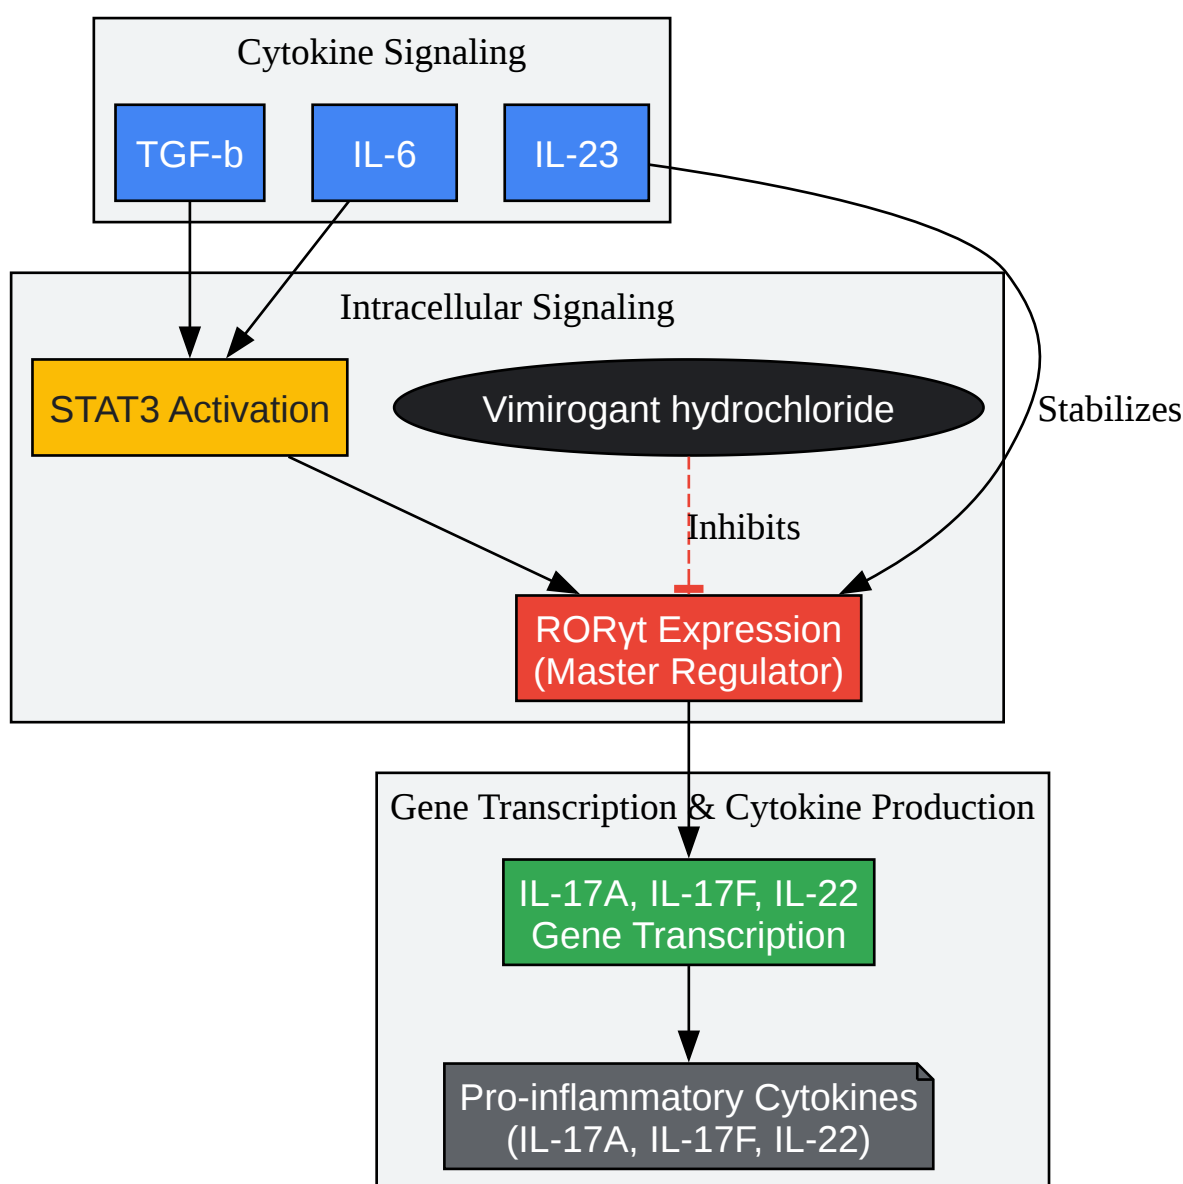 Cytokine Signaling
TGF-b
IL-6
IL-23
Intracellular Signaling
STAT3 Activation
Vimirogant hydrochloride
Stabilizes
Inhibits
RORγt Expression
(Master Regulator)
Gene Transcription & Cytokine Production
IL-17A, IL-17F, IL-22
Gene Transcription
Pro-inflammatory Cytokines
(IL-17A, IL-17F, IL-22)